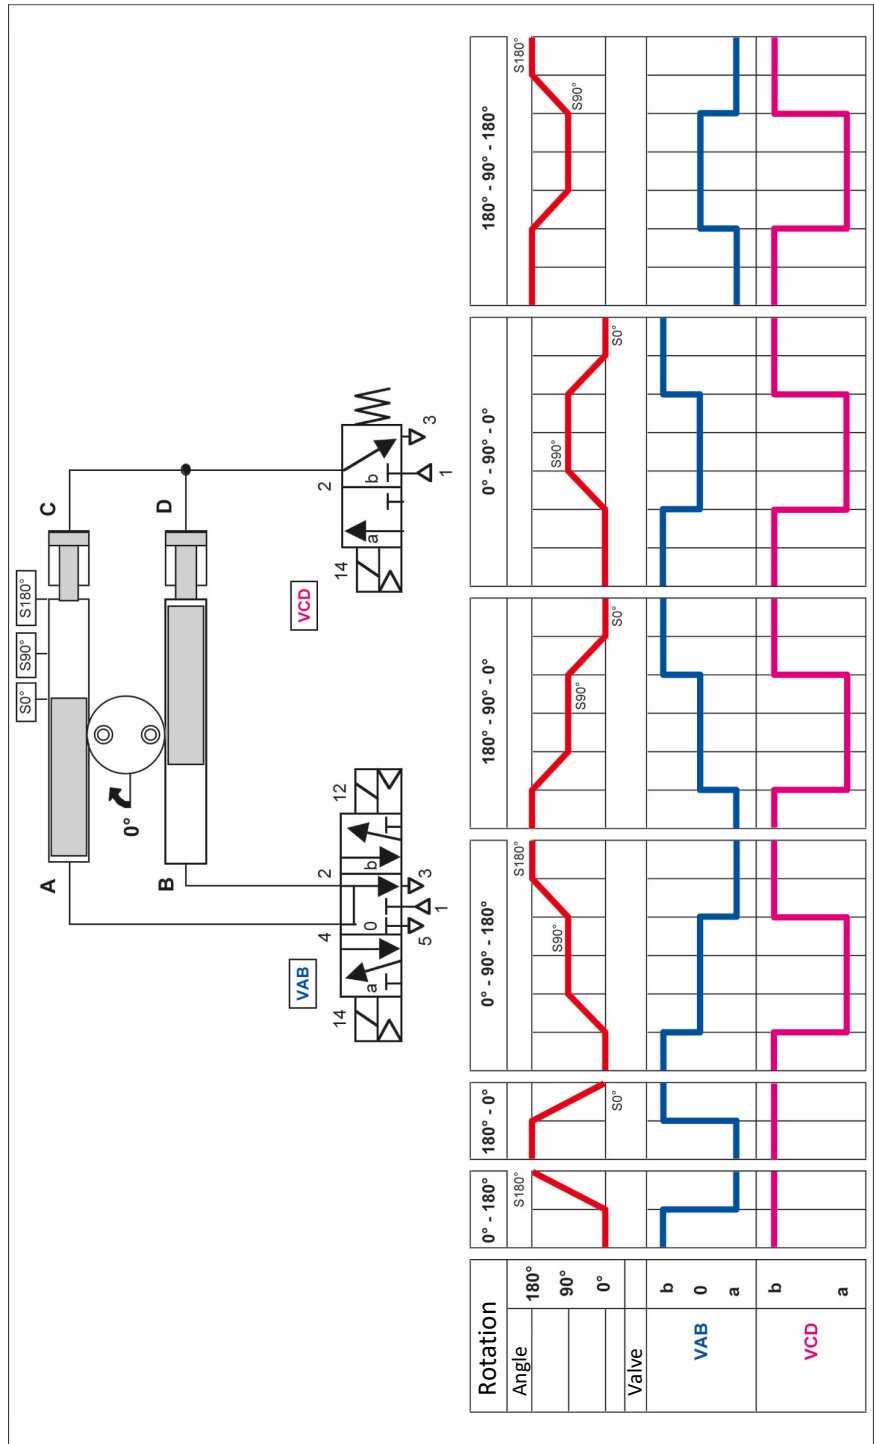 S0°
S90°
S180°
A
C
0°
B
D
VAB
VCD
14
4
2
12
a
0
b
5
1
3
14
2
a
b
1
3
Rotation
0° - 180°
180° - 0°
0° - 90° - 180°
180° - 90° - 0°
0° - 90° - 0°
180° - 90° - 180°
Angle
180°
90°
0°
S180°
S0°
S90°
S180°
S90°
S0°
S90°
S0°
S90°
S180°
Valve
VAB
b
0
a
VCD
b
a